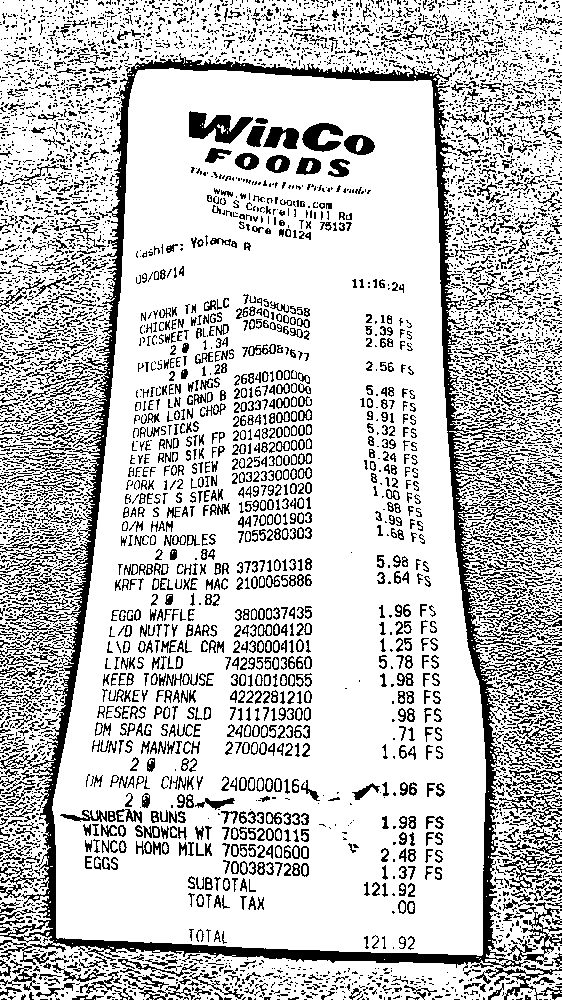 WinCo
FOODS
The Supermarket Low Price Leader
www.wincofoods.com
800 S Cockrell Hill Rd
Duncanville, TX 75137
Store #0124
Cashier: Yolanda R
09/08/14 11:16:24
N/YORK TX GRLC 7045900558 2.18 FS
CHICKEN WINGS 26840100000 5.39 FS
PICSWEET BLEND 7056096902 2.68 FS
2 @ 1.34
PICSWEET GREENS 7056087677 2.56 FS
2 @ 1.28
CHICKEN WINGS 26840100000 5.48 FS
DIET LN GRND B 20167400000 10.87 FS
PORK LOIN CHOP 20337400000 9.91 FS
DRUMSTICKS 26841800000 5.32 FS
EYE RND STK FP 20148200000 8.39 FS
EYE RND STK FP 20148200000 8.24 FS
BEEF FOR STEW 20254300000 10.48 FS
PORK 1/2 LOIN 20323300000 8.12 FS
B/BEST S STEAK 4497921020 1.00 FS
BAR S MEAT FRNK 1590013401 .88 FS
O/M HAM 4470001903 3.99 FS
WINCO NOODLES 7055280303 1.68 FS
2 @ .84
TNDRBRD CHIX BR 3737101318 5.98 FS
KRFT DELUXE MAC 2100065886 3.64 FS
2 @ 1.82
EGGO WAFFLE 3800037435 1.96 FS
L/D NUTTY BARS 2430004120 1.25 FS
L\D OATMEAL CRM 2430004101 1.25 FS
LINKS MILD 74295503660 5.78 FS
KEEB TOWNHOUSE 3010010055 1.98 FS
TURKEY FRANK 4222281210 .88 FS
RESERS POT SLD 7111719300 .98 FS
DM SPAG SAUCE 2400052363 .71 FS
HUNTS MANWICH 2700044212 1.64 FS
2 @ .82
DM PNAPL CHNKY 2400000164 1.96 FS
2 @ .98
SUNBEAN BUNS 7763306333 1.98 FS
WINCO SNDWCH WT 7055200115 .91 FS
WINCO HOMO MILK 7055240600 2.48 FS
EGGS 7003837280 1.37 FS
SUBTOTAL 121.92
TOTAL TAX .00
TOTAL 121.92